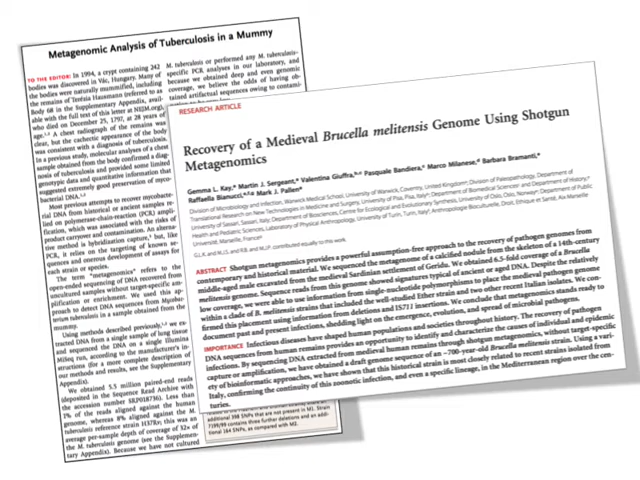 Metagenomic Analysis of Tuberculosis in a Mummy
TO THE EDITOR: In 1994, a crypt containing 242
bodies was discovered in Vác, Hungary. Many of
the bodies were naturally mummified, including
the remains of Terézia Hausmann (referred to as
Body 68 in the Supplementary Appendix, avail-
able with the full text of this letter at NEJM.org),
who died on December 25, 1797, at 28 years of
age. A chest radiograph of the remains was
clear, but the cachectic appearance of the body
was consistent with a diagnosis of tuberculosis.
In a previous study, molecular analyses of a chest
sample obtained from the body confirmed a diag-
nosis of tuberculosis and provided some limited
genotypic data and quantitative information that
suggested extremely good preservation of myco-
bacterial DNA.
Most previous attempts to recover mycobacte-
rial DNA from historical or ancient samples re-
lied on polymerase-chain-reaction (PCR) ampli-
fication, which was associated with the risks of
product carryover and contamination. An alterna-
tive method is hybridization capture, but, like
PCR, it relies on the targeting of known se-
quences and onerous development of assays for
each strain or species.
The term "metagenomics" refers to the
open-ended sequencing of DNA recovered from
uncultured samples without target-specific am-
plification or enrichment. We used this ap-
proach to detect DNA sequences from Mycobac-
terium tuberculosis in a sample obtained from the
mummy.
Using methods described previously, we ex-
tracted DNA from a single sample of lung tissue
and sequenced the DNA on a single Illumina
MiSeq run, according to the manufacturer's in-
structions (for a more complete description of
our methods and results, see the Supplementary
Appendix).
We obtained 5.5 million paired-end reads
(deposited in the Sequence Read Archive with
the accession number SRP018736). Less than
1% of the reads aligned against the human
genome, whereas 8% aligned against the M.
tuberculosis reference strain H37Rv; this was an
average per-sample depth of coverage of 32×
of the M. tuberculosis genome (see the Supplemen-
tary Appendix). Because we have not cultured
M. tuberculosis or performed any M. tuberculosis-
specific PCR analyses in our laboratory, and
because we obtained deep and even genomic
coverage, we believe the odds of having ob-
tained artifactual sequences owing to contami-
additional 398 SNPs that are not present in M1. Strain
7199/99 contains three further deletions and an addi-
tional 164 SNPs, as compared with M2.
RESEARCH ARTICLE
Recovery of a Medieval Brucella melitensis Genome Using Shotgun
Metagenomics
Gemma L. Kay, Martin J. Sergeant, Valentina Giuffra, Pasquale Bandiera, Marco Milanese, Barbara Bramanti,
Raffaella Bianucci, Mark J. Pallen
ABSTRACT Shotgun metagenomics provides a powerful assumption-free approach to the recovery of pathogen genomes from
contemporary and historical material. We sequenced the metagenome of a calcified nodule from the skeleton of a 14th-century
middle-aged male excavated from the medieval Sardinian settlement of Geridu. We obtained 6.5-fold coverage of a Brucella
melitensis genome. Sequence reads from this genome showed signatures typical of ancient or aged DNA. Despite the relatively
low coverage, we were able to use information from single-nucleotide polymorphisms to place the medieval pathogen genome
within a clade of B. melitensis strains that included the well-studied Ether strain and two other recent Italian isolates. We con-
firmed this placement using information from deletions and IS711 insertions. We conclude that metagenomics stands ready to
document past and present infections, shedding light on the emergence, evolution, and spread of microbial pathogens.
IMPORTANCE Infectious diseases have shaped human populations and societies throughout history. The recovery of pathogen
DNA sequences from human remains provides an opportunity to identify and characterize the causes of individual and epidemic
infections. By sequencing DNA extracted from medieval human remains through shotgun metagenomics, without target-specific
capture or amplification, we have obtained a draft genome sequence of an ~700-year-old Brucella melitensis strain. Using a vari-
ety of bioinformatic approaches, we have shown that this historical strain is most closely related to recent strains isolated from
Italy, confirming the continuity of this zoonotic infection, and even a specific lineage, in the Mediterranean region over the cen-
turies.